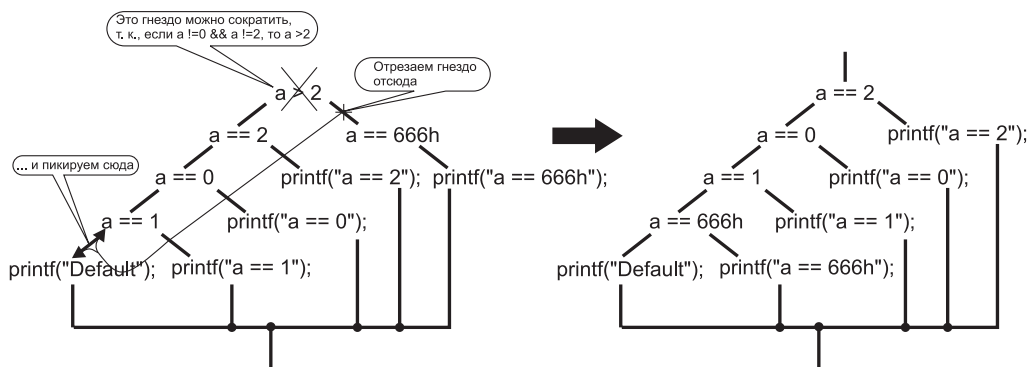 Это гнездо можно сократить,
т. к., если a !=0 && a !=2, то a >2
Отрезаем гнездо
отсюда
a > 2
a == 2
a == 666h
... и пикируем сюда
a == 0
printf("a == 2");
printf("a == 666h");
a == 1
printf("a == 0");
printf("Default");
printf("a == 1");
a == 2
a == 0
printf("a == 2");
a == 1
printf("a == 0");
a == 666h
printf("a == 1");
printf("Default");
printf("a == 666h");